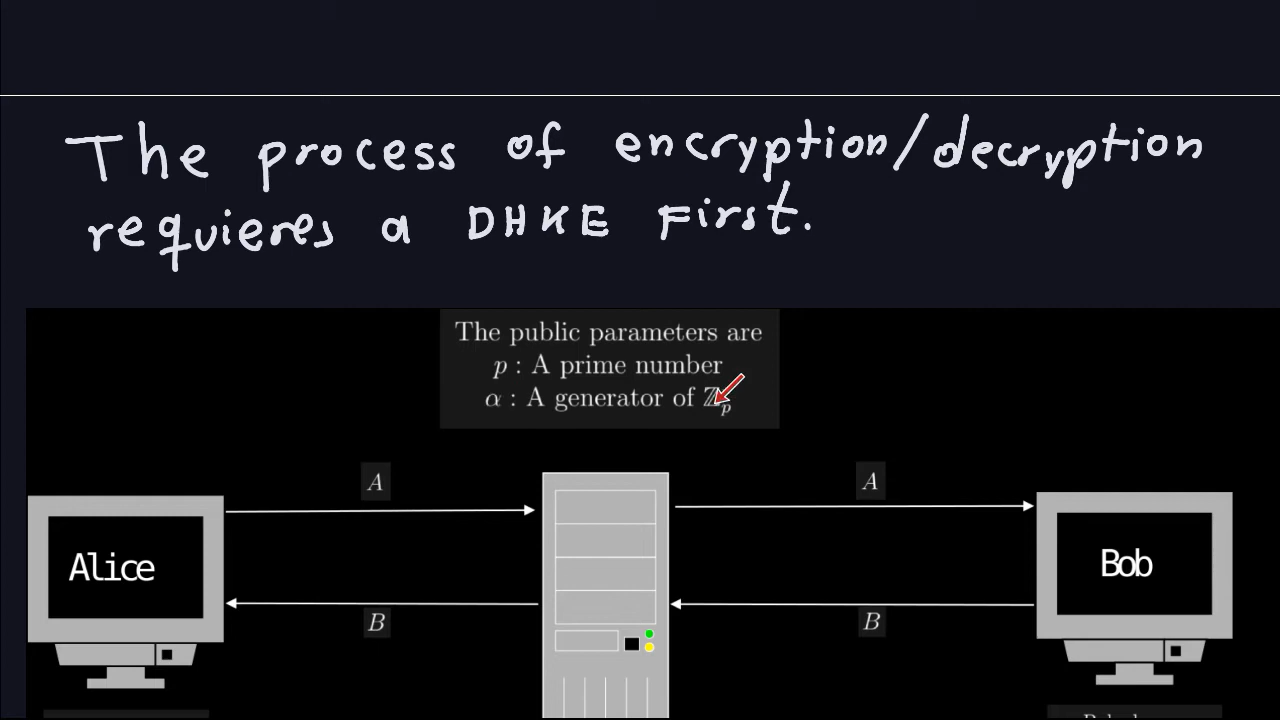 The process of encryption/decryption
requieres a DHKE First.
The public parameters are
p : A prime number
α : A generator of ℤp
A
A
Alice
Bob
B
B